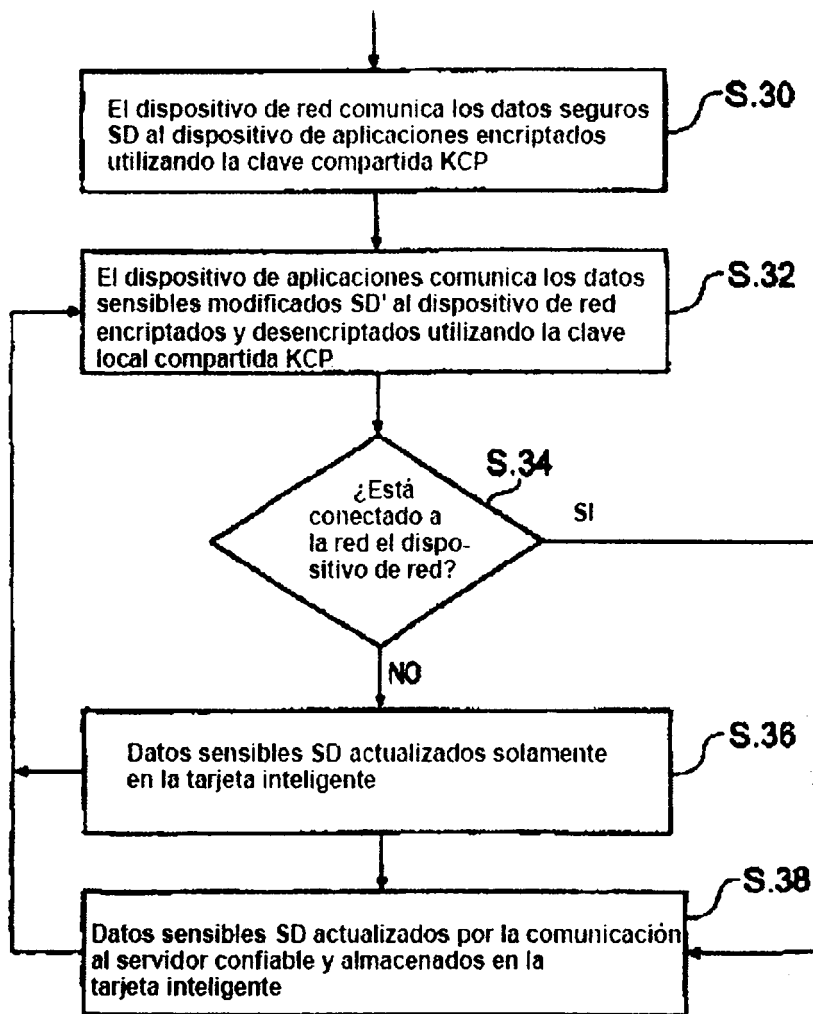 El dispositivo de red comunica los datos seguros
SD al dispositivo de aplicaciones encriptados
utilizando la clave compartida KCP
S.30
El dispositivo de aplicaciones comunica los datos
sensibles modificados SD' al dispositivo de red
encriptados y desencriptados utilizando la clave
local compartida KCP
S.32
¿Está
conectado a
la red el dispo-
sitivo de red?
S.34
SI
NO
Datos sensibles SD actualizados solamente
en la tarjeta inteligente
S.36
Datos sensibles SD actualizados por la comunicación
al servidor confiable y almacenados en la
tarjeta inteligente
S.38